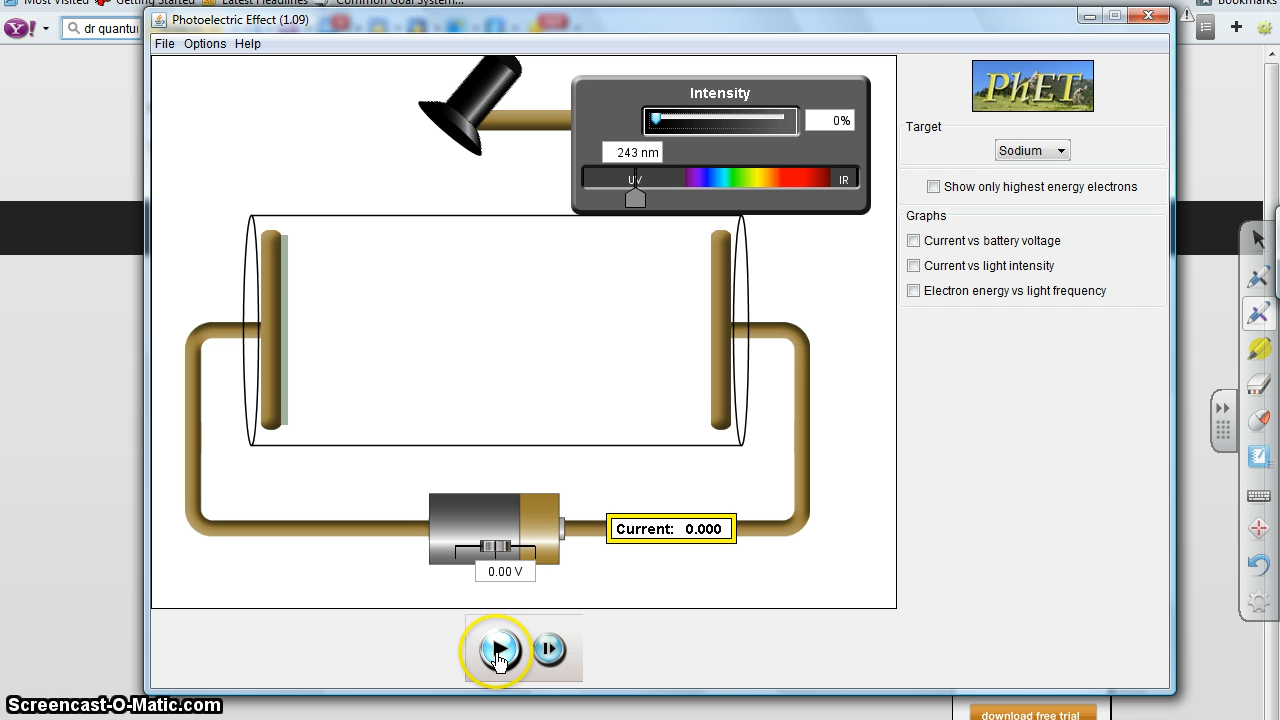 Most Visited Getting Started Latest Headlines Common Goal System... Bookmarks
Photoelectric Effect (1.09)
dr quantu
File Options Help
PhET
Intensity
0%
243 nm
UV IR
Target
Sodium
Show only highest energy electrons
Graphs
Current vs battery voltage
Current vs light intensity
Electron energy vs light frequency
Current: 0.000
0.00 V
Screencast-O-Matic.com
download free trial